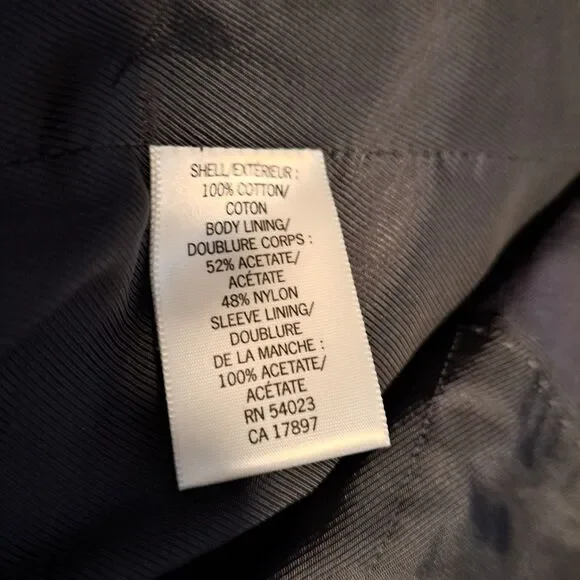 SHELL/EXTÉRIEUR :
100% COTTON/
COTON
BODY LINING/
DOUBLURE CORPS :
52% ACETATE/
ACÉTATE
48% NYLON
SLEEVE LINING/
DOUBLURE
DE LA MANCHE :
100% ACETATE/
ACÉTATE
RN 54023
CA 17897